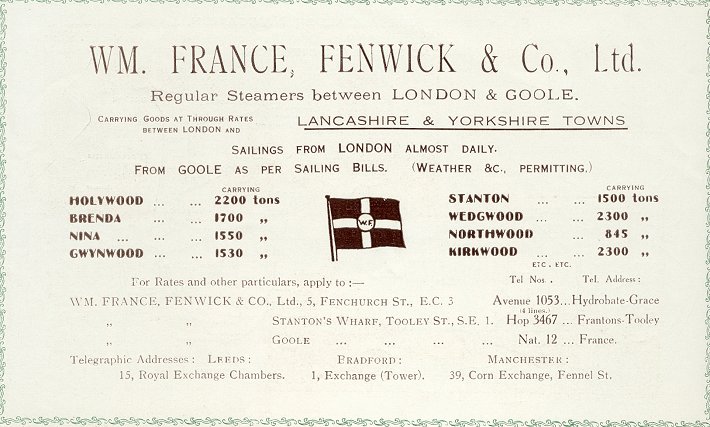 WM. FRANCE, FENWICK & Co., Ltd.
Regular Steamers between LONDON & GOOLE.
CARRYING GOODS AT THROUGH RATES
BETWEEN LONDON AND
LANCASHIRE & YORKSHIRE TOWNS
SAILINGS FROM LONDON ALMOST DAILY.
FROM GOOLE AS PER SAILING BILLS. (WEATHER &C., PERMITTING.)
CARRYING
HOLYWOOD ... ... 2200 tons
BRENDA ... ... 1700 „
NINA ... ... ... 1550 „
GWYNWOOD ... ... 1530 „
W.F.
CARRYING
STANTON ... ... 1500 tons
WEDGWOOD ... ... 2300 „
NORTHWOOD ... 845 „
KIRKWOOD ... ... 2300 „
ETC., ETC.
For Rates and other particulars, apply to :—
Tel Nos. . Tel. Address:
WM. FRANCE, FENWICK & CO., Ltd., 5, FENCHURCH ST., E.C. 3 Avenue 1053...Hydrobate-Grace
(4 lines.)
„ „ STANTON'S WHARF, TOOLEY ST., S.E. 1. Hop 3467 ... Frantons-Tooley
„ „ GOOLE ... ... ... ... Nat. 12 ... France.
Telegraphic Addresses : LEEDS: BRADFORD: MANCHESTER:
15, Royal Exchange Chambers. 1, Exchange (Tower). 39, Corn Exchange, Fennel St.